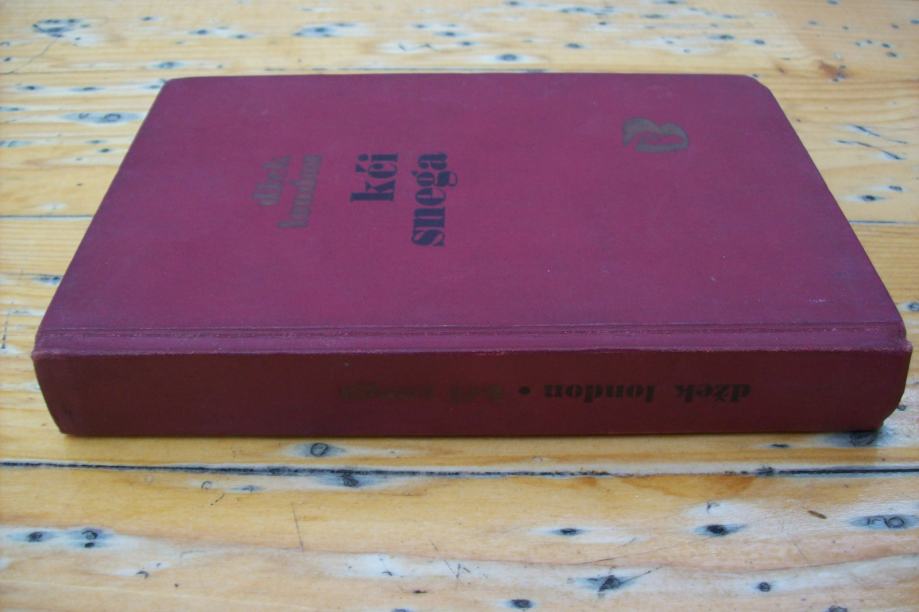 džek
london
kći
snega
džek london • kći snega